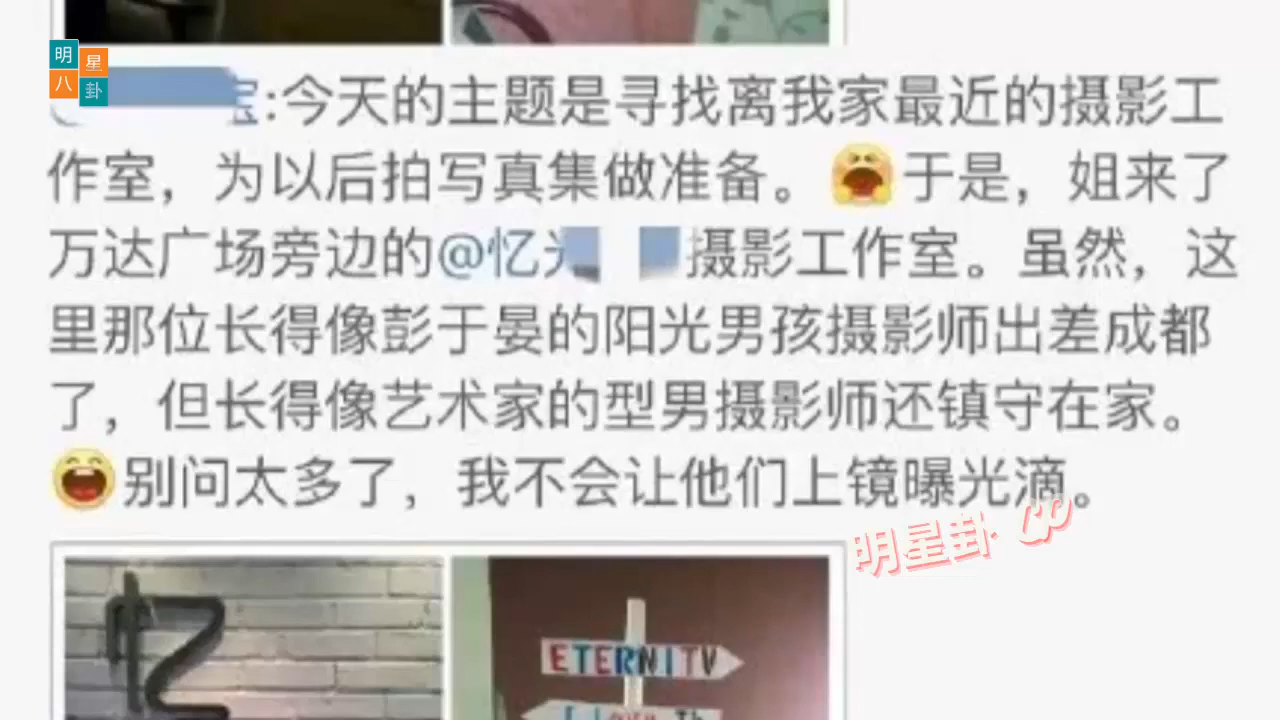 明星八卦
:今天的主题是寻找离我家最近的摄影工
作室，为以后拍写真集做准备。于是，姐来了
万达广场旁边的@忆 摄影工作室。虽然，这
里那位长得像彭于晏的阳光男孩摄影师出差成都
了，但长得像艺术家的型男摄影师还镇守在家。
别问太多了，我不会让他们上镜曝光滴。
明星卦 CP
忆
ETERNITY